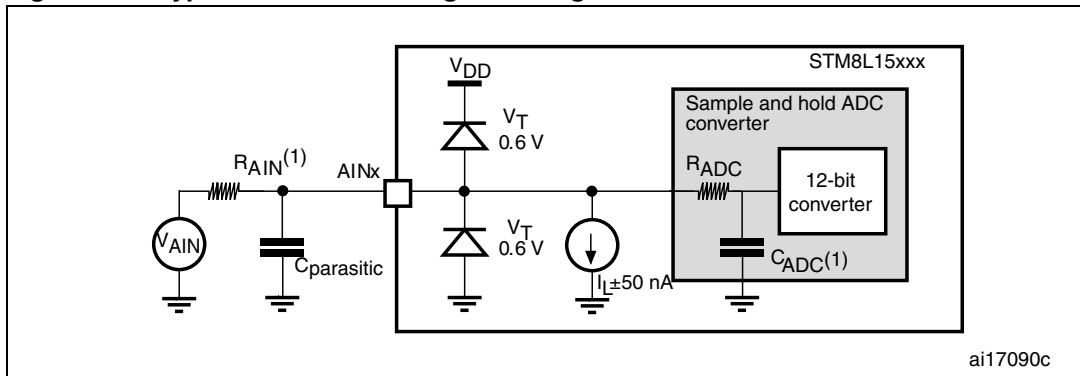 STM8L15xxx
VDD
Sample and hold ADC
converter
VT
0.6 V
RAIN(1)
AINx
RADC
12-bit
converter
VAIN
VT
0.6 V
Cparasitic
IL±50 nA
CADC(1)
ai17090c